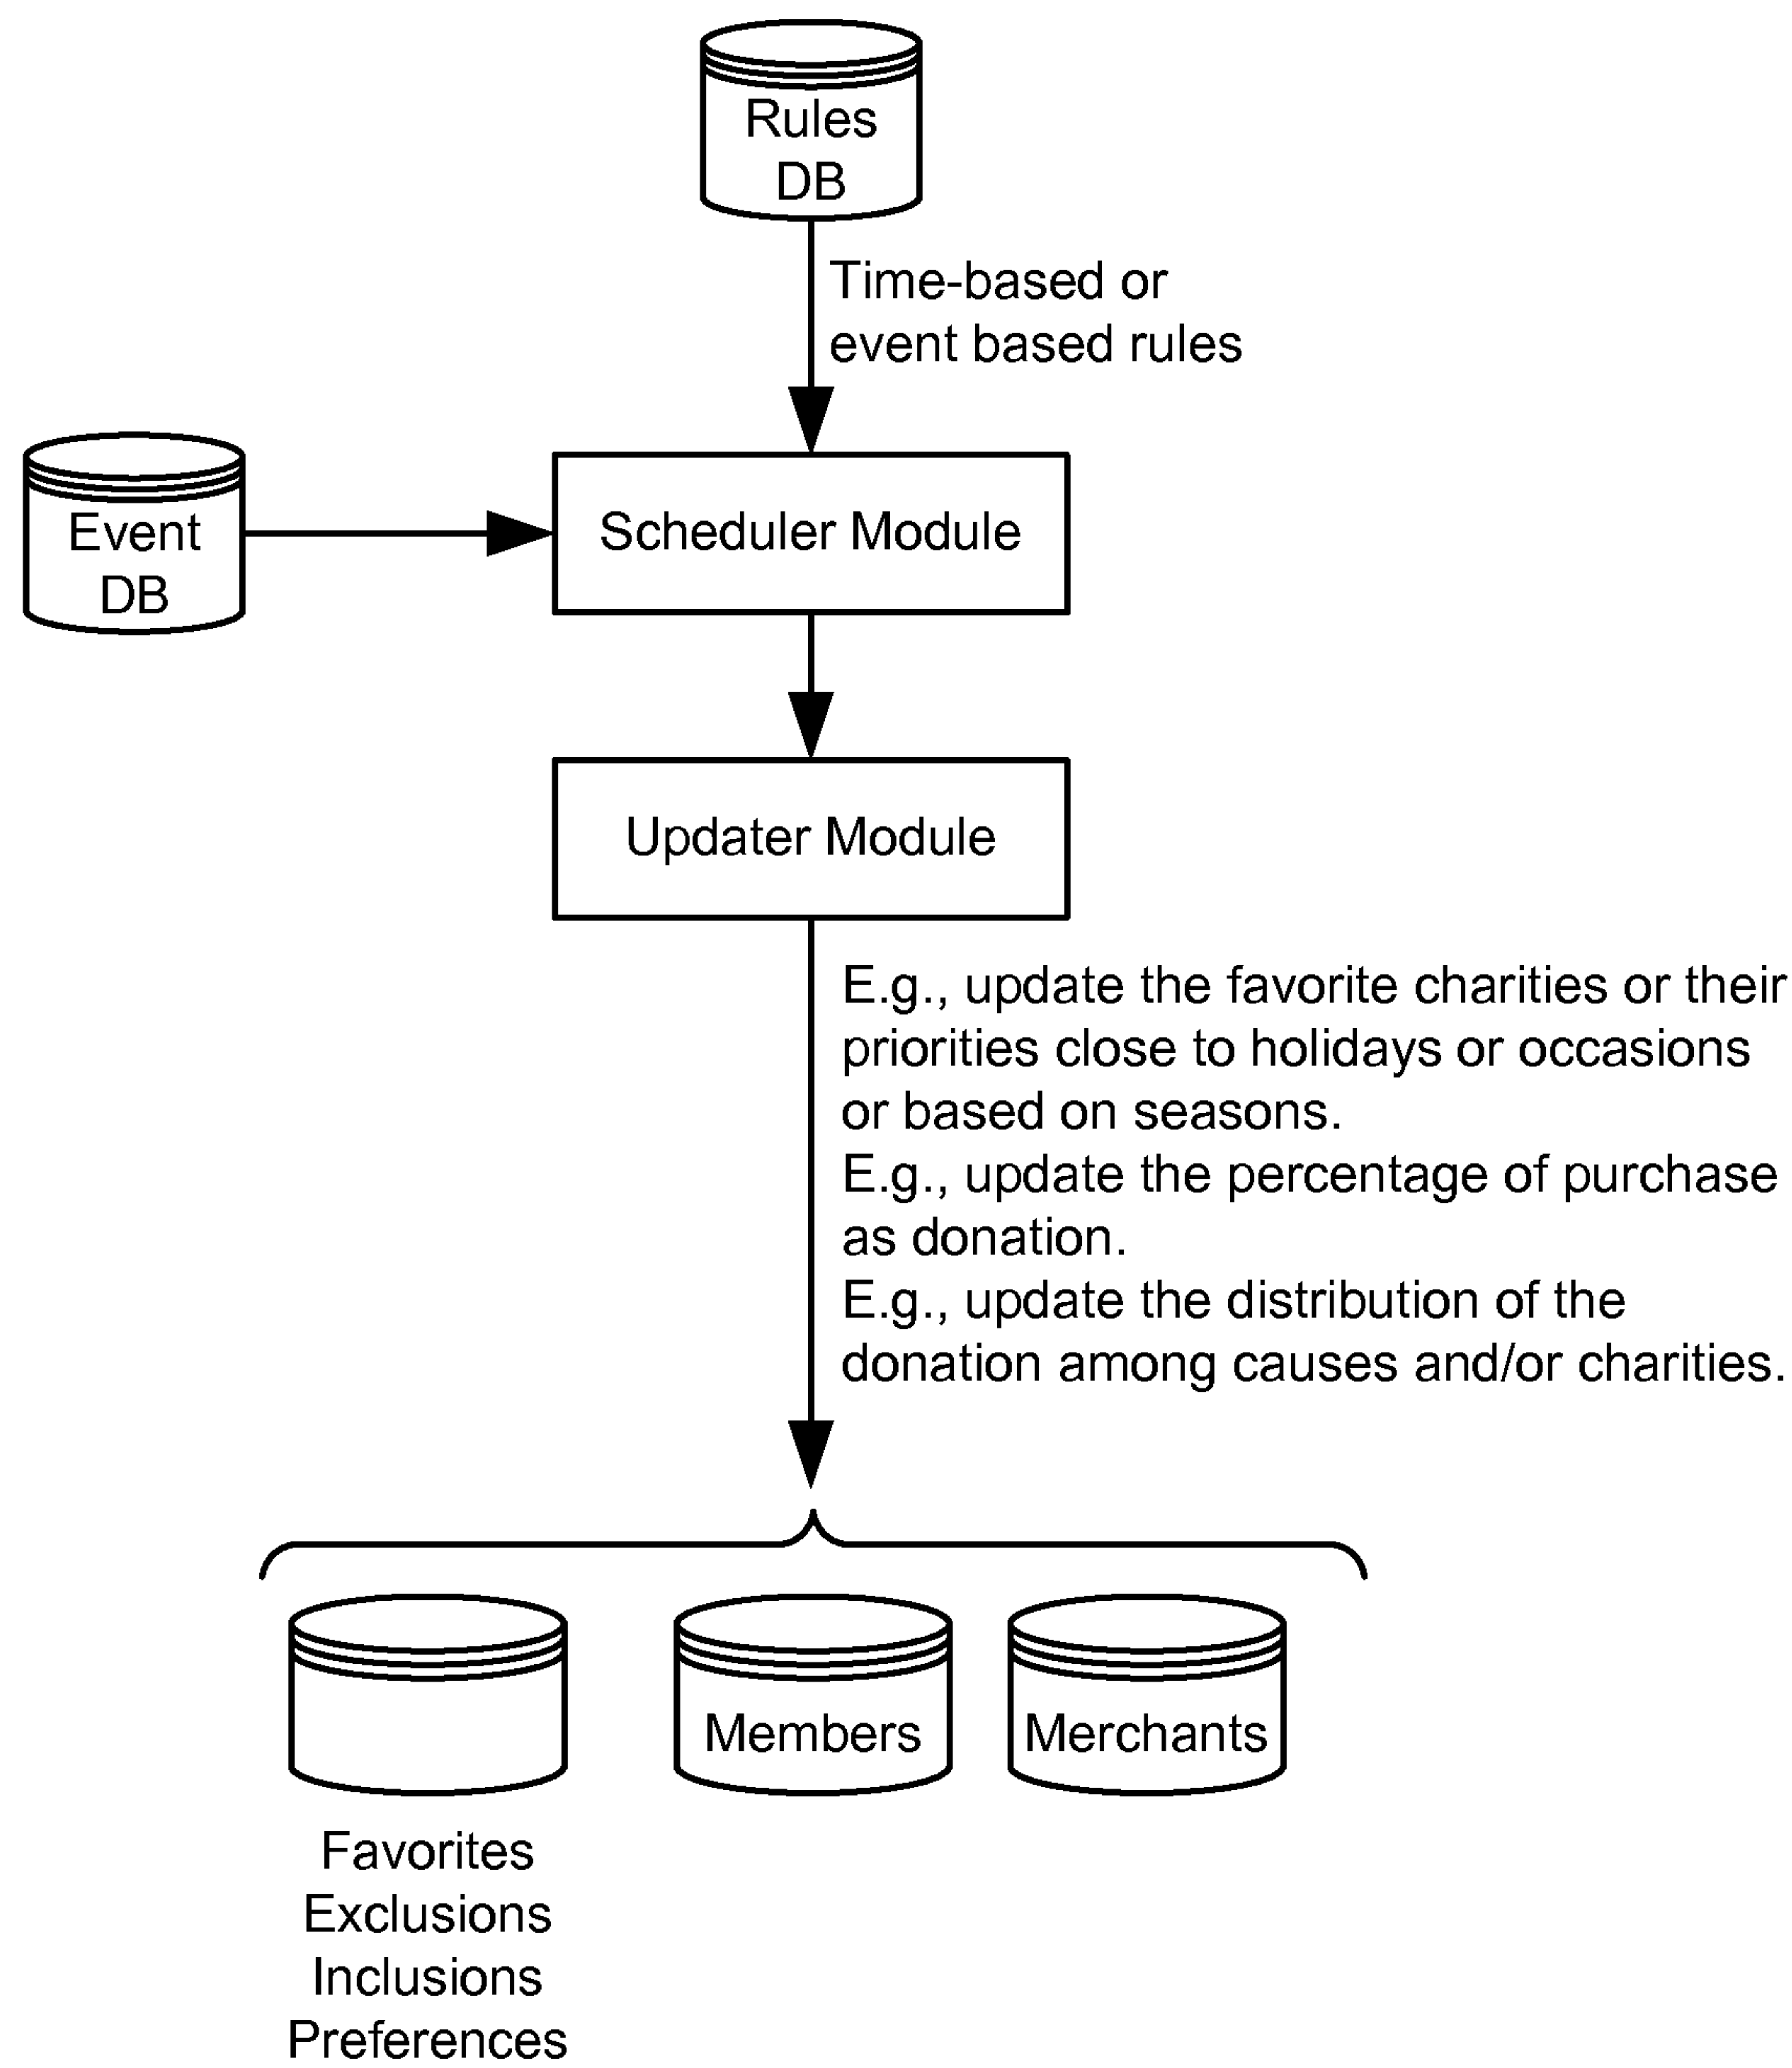 Rules
DB
Time-based or
event based rules
Event
DB
Scheduler Module
Updater Module
E.g., update the favorite charities or their
priorities close to holidays or occasions
or based on seasons.
E.g., update the percentage of purchase
as donation.
E.g., update the distribution of the
donation among causes and/or charities.
Members
Merchants
Favorites
Exclusions
Inclusions
Preferences